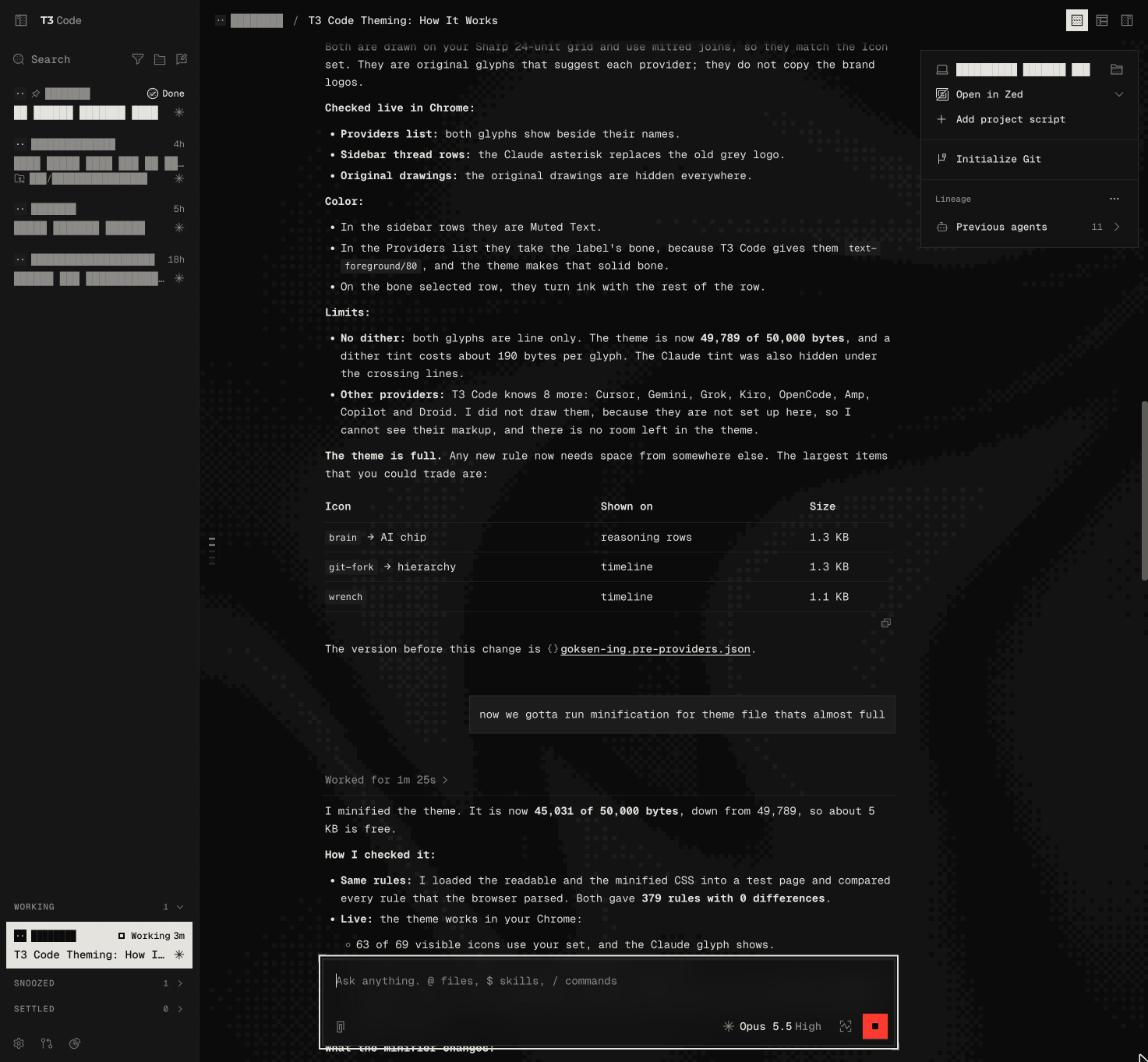 T3 Code
Search
Done
4h
5h
18h
WORKING 1
Working 3m
T3 Code Theming: How I…
SNOOZED 1
SETTLED 0
/ T3 Code Theming: How It Works
Both are drawn on your Sharp 24-unit grid and use mitred joins, so they match the Icon
set. They are original glyphs that suggest each provider; they do not copy the brand
logos.
Checked live in Chrome:
• Providers list: both glyphs show beside their names.
• Sidebar thread rows: the Claude asterisk replaces the old grey logo.
• Original drawings: the original drawings are hidden everywhere.
Color:
• In the sidebar rows they are Muted Text.
• In the Providers list they take the label's bone, because T3 Code gives them text-
foreground/80, and the theme makes that solid bone.
• On the bone selected row, they turn ink with the rest of the row.
Limits:
• No dither: both glyphs are line only. The theme is now 49,789 of 50,000 bytes, and a
dither tint costs about 190 bytes per glyph. The Claude tint was also hidden under
the crossing lines.
• Other providers: T3 Code knows 8 more: Cursor, Gemini, Grok, Kiro, OpenCode, Amp,
Copilot and Droid. I did not draw them, because they are not set up here, so I
cannot see their markup, and there is no room left in the theme.
The theme is full. Any new rule now needs space from somewhere else. The largest items
that you could trade are:
Icon Shown on Size
brain → AI chip reasoning rows 1.3 KB
git-fork → hierarchy timeline 1.3 KB
wrench timeline 1.1 KB
The version before this change is {} goksen-ing.pre-providers.json.
now we gotta run minification for theme file thats almost full
Worked for 1m 25s >
I minified the theme. It is now 45,031 of 50,000 bytes, down from 49,789, so about 5
KB is free.
How I checked it:
• Same rules: I loaded the readable and the minified CSS into a test page and compared
every rule that the browser parsed. Both gave 379 rules with 0 differences.
• Live: the theme works in your Chrome:
◦ 63 of 69 visible icons use your set, and the Claude glyph shows.
Ask anything. @ files, $ skills, / commands
Opus 5.5 High
What the minifier changes:
Open in Zed
Add project script
Initialize Git
Lineage
Previous agents 11